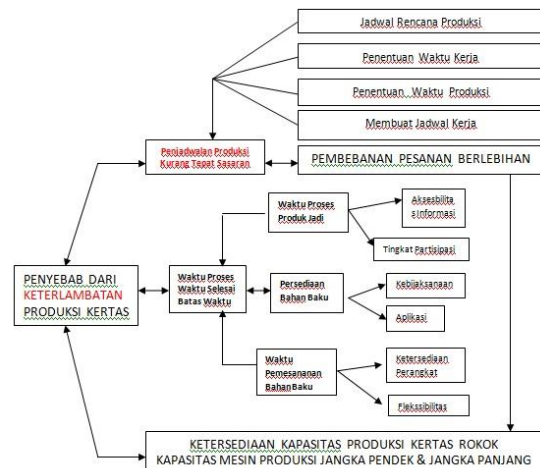 Jadwal Rencana Produksi
Penentuan Waktu Kerja
Penentuan Waktu Produksi
Membuat Jadwal Kerja
Penjadwalan Produksi
Kurang Tepat Sasaran
PEMBEBANAN PESANAN BERLEBIHAN
Waktu Proses
Produk Jadi
Aksesbilita
s Informasi
Tingkat Partisipasi
PENYEBAB DARI
KETERLAMBATAN
PRODUKSI KERTAS
Waktu Proses
Waktu Selesai
Batas Waktu
Persediaan
Bahan Baku
Kebijaksanaan
Aplikasi
Waktu
Pemesananan
Bahan Baku
Ketersediaan
Perangkat
Flekssibilitas
KETERSEDIAAN KAPASITAS PRODUKSI KERTAS ROKOK
KAPASITAS MESIN PRODUKSI JANGKA PENDEK & JANGKA PANJANG